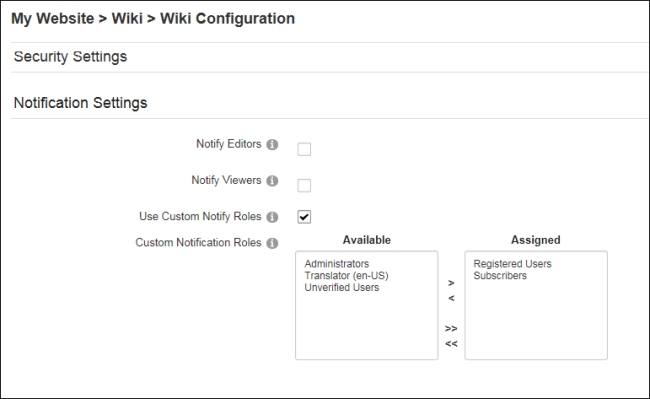 My Website > Wiki > Wiki Configuration
Security Settings
Notification Settings
Notify Editors
Notify Viewers
Use Custom Notify Roles
Custom Notification Roles
Available
Assigned
Administrators
Translator (en-US)
Unverified Users
>
<
>>
<<
Registered Users
Subscribers